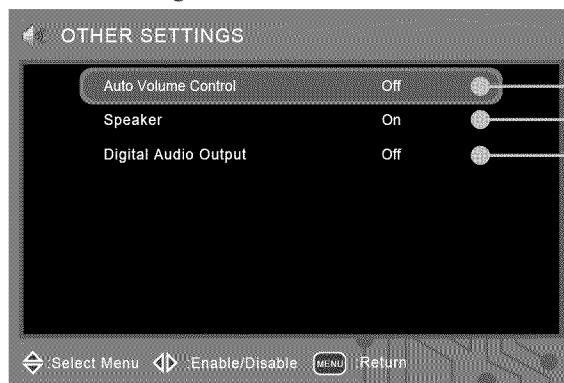 OTHER SETTINGS
Auto Volume Control Off
Speaker On
Digital Audio Output Off
:Select Menu :Enable/Disable MENU :Return